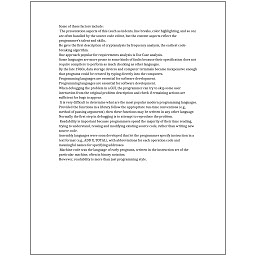 Some of these factors include:
The presentation aspects of this (such as indents, line breaks, color highlighting, and so on) are often handled by the source code editor, but the content aspects reflect the programmer's talent and skills.
He gave the first description of cryptanalysis by frequency analysis, the earliest code-breaking algorithm.
One approach popular for requirements analysis is Use Case analysis.
Some languages are more prone to some kinds of faults because their specification does not require compilers to perform as much checking as other languages.
By the late 1960s, data storage devices and computer terminals became inexpensive enough that programs could be created by typing directly into the computers.
Programming languages are essential for software development.
Programming languages are essential for software development.
When debugging the problem in a GUI, the programmer can try to skip some user interaction from the original problem description and check if remaining actions are sufficient for bugs to appear.
It is very difficult to determine what are the most popular modern programming languages.
Provided the functions in a library follow the appropriate run-time conventions (e.g., method of passing arguments), then these functions may be written in any other language.
Normally the first step in debugging is to attempt to reproduce the problem.
Readability is important because programmers spend the majority of their time reading, trying to understand, reusing and modifying existing source code, rather than writing new source code.
Assembly languages were soon developed that let the programmer specify instruction in a text format (e.g., ADD X, TOTAL), with abbreviations for each operation code and meaningful names for specifying addresses.
Machine code was the language of early programs, written in the instruction set of the particular machine, often in binary notation.
However, readability is more than just programming style.